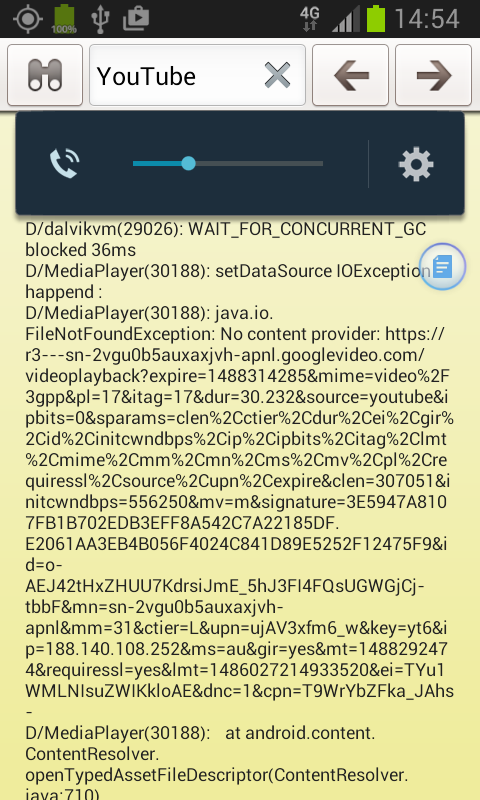 4G 14:54
100%
YouTube
D/dalvikvm(29026): WAIT_FOR_CONCURRENT_GC
blocked 36ms
D/MediaPlayer(30188): setDataSource IOException
happend :
D/MediaPlayer(30188): java.io.
FileNotFoundException: No content provider: https://
r3---sn-2vgu0b5auxaxjvh-apnl.googlevideo.com/
videoplayback?expire=1488314285&mime=video%2F
3gpp&pl=17&itag=17&dur=30.232&source=youtube&i
pbits=0&sparams=clen%2Cctier%2Cdur%2Cei%2Cgir%
2Cid%2Cinitcwndbps%2Cip%2Cipbits%2Citag%2Clmt
%2Cmime%2Cmm%2Cmn%2Cms%2Cmv%2Cpl%2Cre
quiressl%2Csource%2Cupn%2Cexpire&clen=307051&i
nitcwndbps=556250&mv=m&signature=3E5947A810
7FB1B702EDB3EFF8A542C7A22185DF.
E2061AA3EB4B056F4024C841D89E5252F12475F9&i
d=o-
AEJ42tHxZHUU7KdrsiJmE_5hJ3FI4FQsUGWGjCj-
tbbF&mn=sn-2vgu0b5auxaxjvh-
apnl&mm=31&ctier=L&upn=ujAV3xfm6_w&key=yt6&i
p=188.140.108.252&ms=au&gir=yes&mt=148829247
4&requiressl=yes&lmt=1486027214933520&ei=TYu1
WMLNIsuZWIKkloAE&dnc=1&cpn=T9WrYbZFka_JAhs
-
D/MediaPlayer(30188): at android.content.
ContentResolver.
openTypedAssetFileDescriptor(ContentResolver.
java:710)